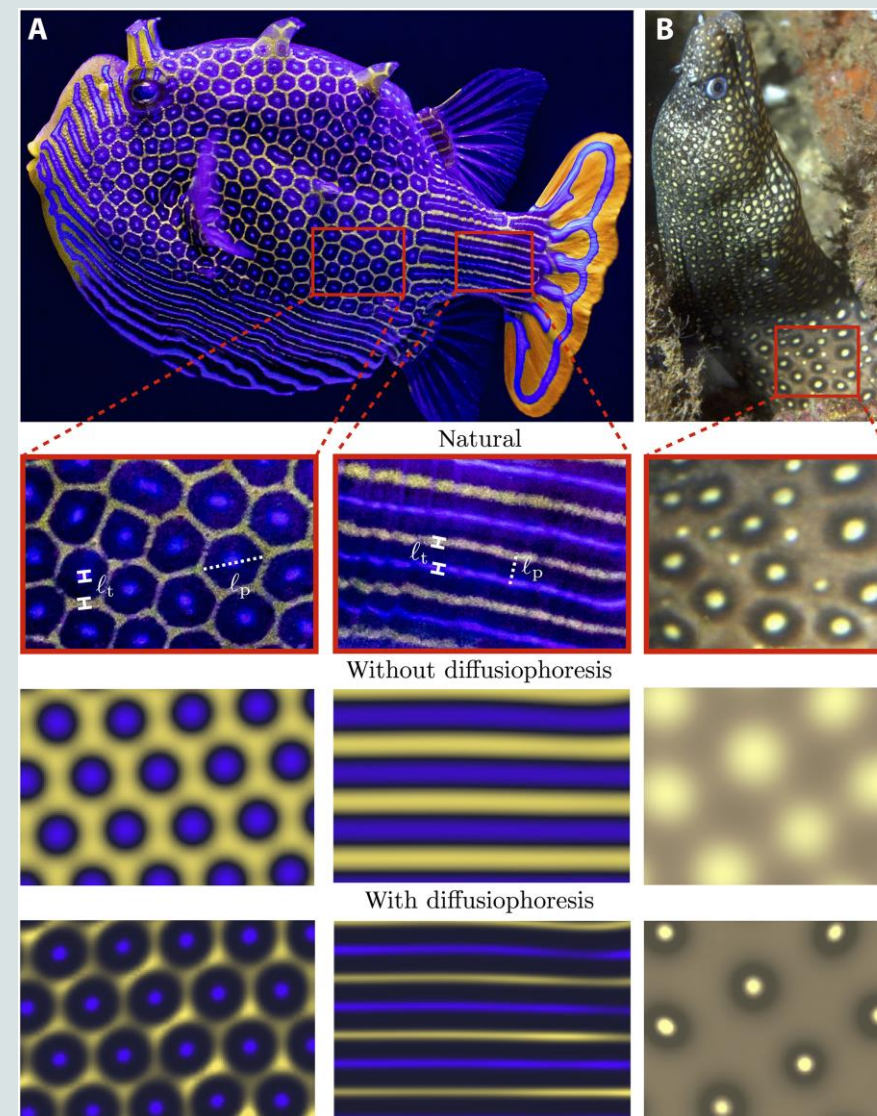 A
B
Natural
ℓt
ℓp
ℓt
ℓp
Without diffusiophoresis
With diffusiophoresis